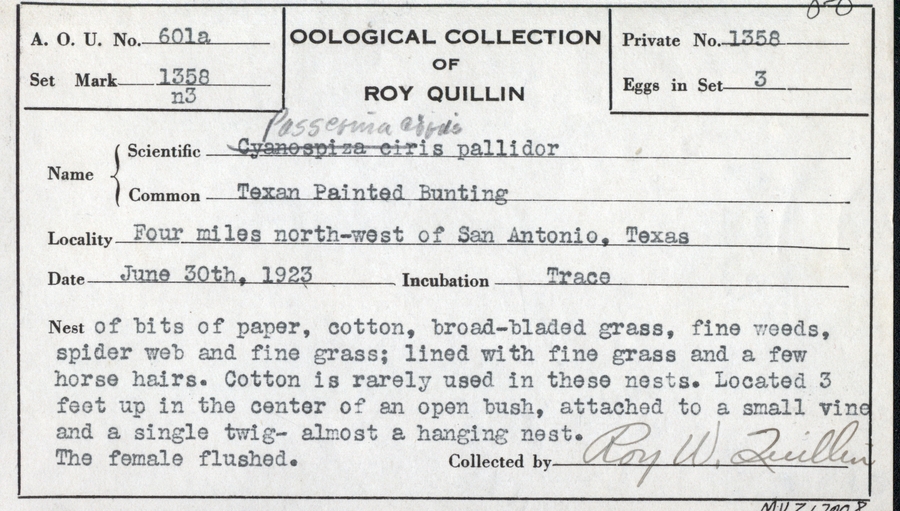 A. O. U. No. 601a
Set Mark 1358
n3
OOLOGICAL COLLECTION
OF
ROY QUILLIN
Private No. 1358
Eggs in Set 3
Passerina ciris
Name
Scientific Cyanospiza ciris pallidor
Common Texan Painted Bunting
Locality Four miles north-west of San Antonio, Texas
Date June 30th, 1923 Incubation Trace
Nest of bits of paper, cotton, broad-bladed grass, fine weeds,
spider web and fine grass; lined with fine grass and a few
horse hairs. Cotton is rarely used in these nests. Located 3
feet up in the center of an open bush, attached to a small vine
and a single twig- almost a hanging nest.
The female flushed.
Collected by Roy W. Quillin